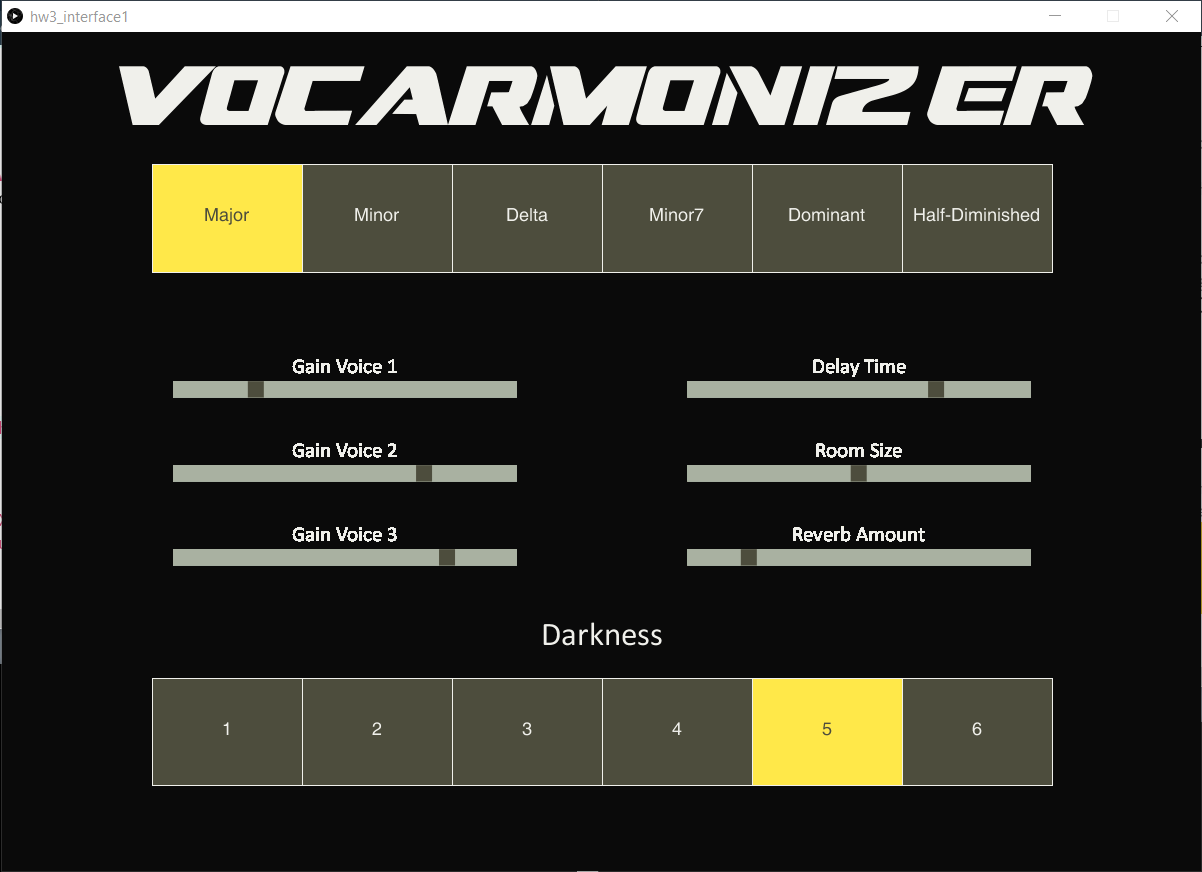 hw3_interface1
VOCARMONIZER
Major Minor Delta Minor7 Dominant Half-Diminished
Gain Voice 1 Delay Time
Gain Voice 2 Room Size
Gain Voice 3 Reverb Amount
Darkness
1 2 3 4 5 6